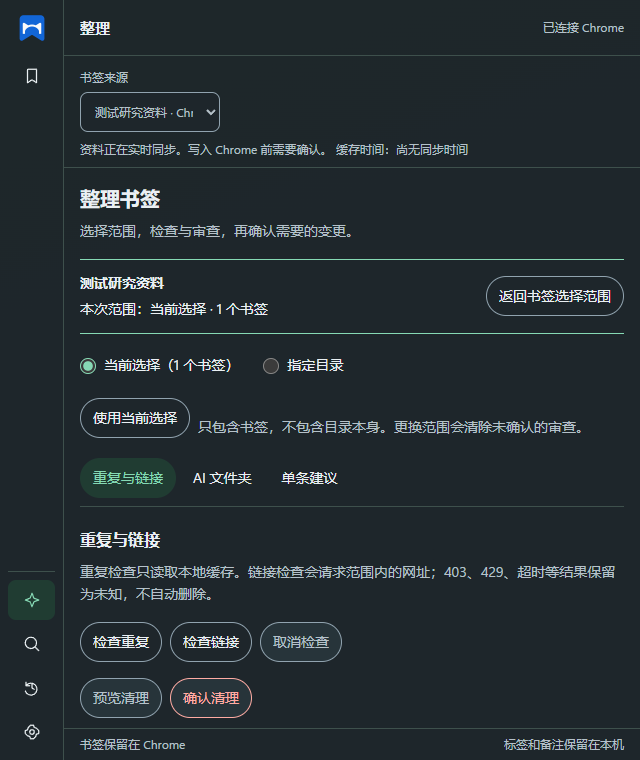 整理
已连接 Chrome
书签来源
测试研究资料 · Chr
资料正在实时同步。写入 Chrome 前需要确认。 缓存时间：尚无同步时间
整理书签
选择范围，检查与审查，再确认需要的变更。
测试研究资料
本次范围：当前选择 · 1 个书签
返回书签选择范围
当前选择（1 个书签）
指定目录
使用当前选择
只包含书签，不包含目录本身。更换范围会清除未确认的审查。
重复与链接
AI 文件夹
单条建议
重复与链接
重复检查只读取本地缓存。链接检查会请求范围内的网址；403、429、超时等结果保留
为未知，不自动删除。
检查重复
检查链接
取消检查
预览清理
确认清理
书签保留在 Chrome
标签和备注保留在本机